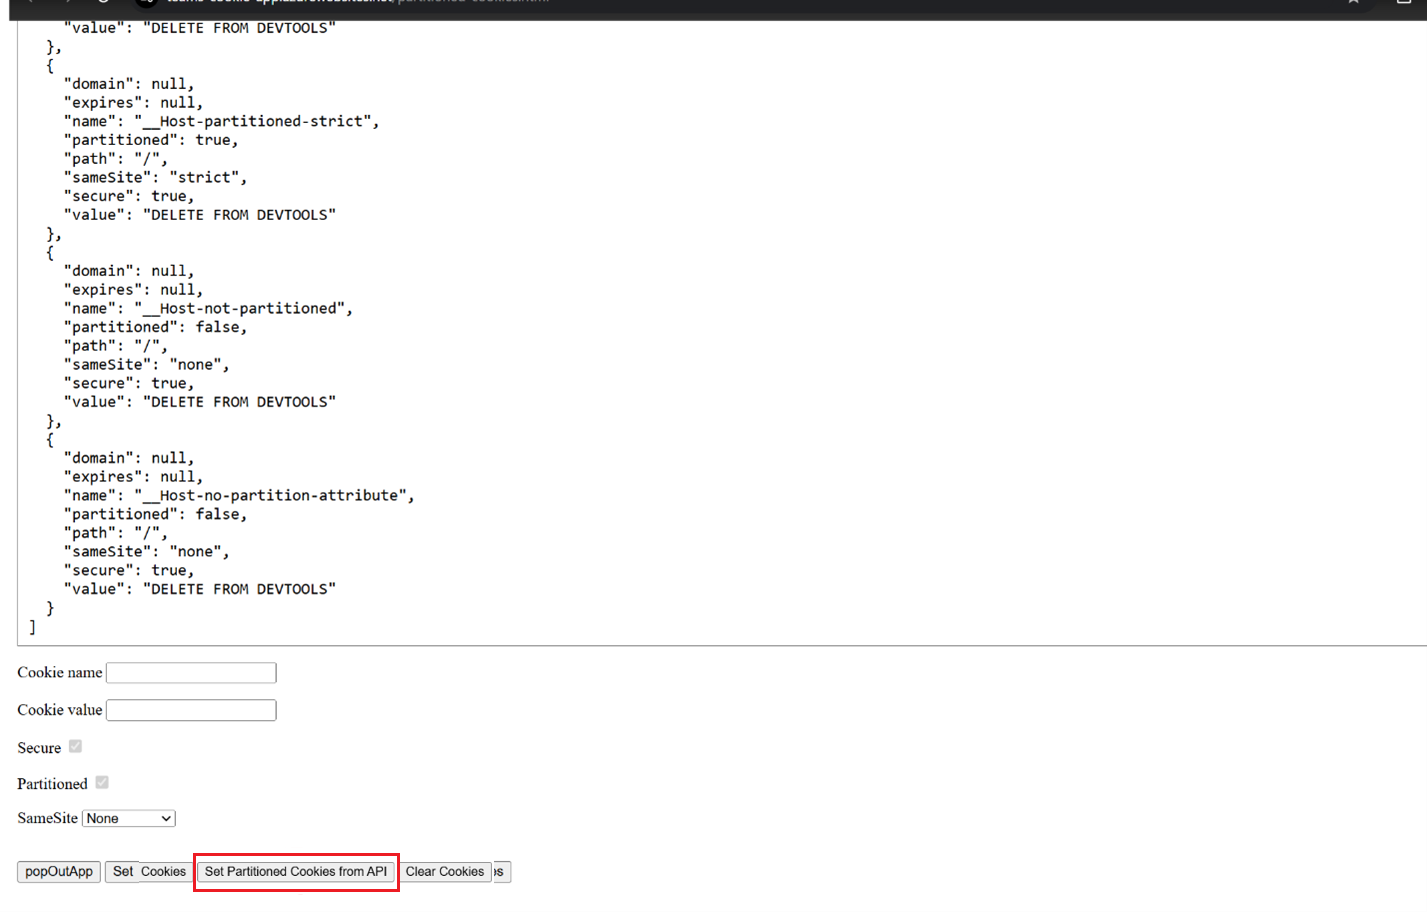 "value": "DELETE FROM DEVTOOLS"
},
{
"domain": null,
"expires": null,
"name": "__Host-partitioned-strict",
"partitioned": true,
"path": "/",
"sameSite": "strict",
"secure": true,
"value": "DELETE FROM DEVTOOLS"
},
{
"domain": null,
"expires": null,
"name": "__Host-not-partitioned",
"partitioned": false,
"path": "/",
"sameSite": "none",
"secure": true,
"value": "DELETE FROM DEVTOOLS"
},
{
"domain": null,
"expires": null,
"name": "__Host-no-partition-attribute",
"partitioned": false,
"path": "/",
"sameSite": "none",
"secure": true,
"value": "DELETE FROM DEVTOOLS"
}
]
Cookie name
Cookie value
Secure
Partitioned
SameSite None
popOutApp Set Cookies Set Partitioned Cookies from API Clear Cookies